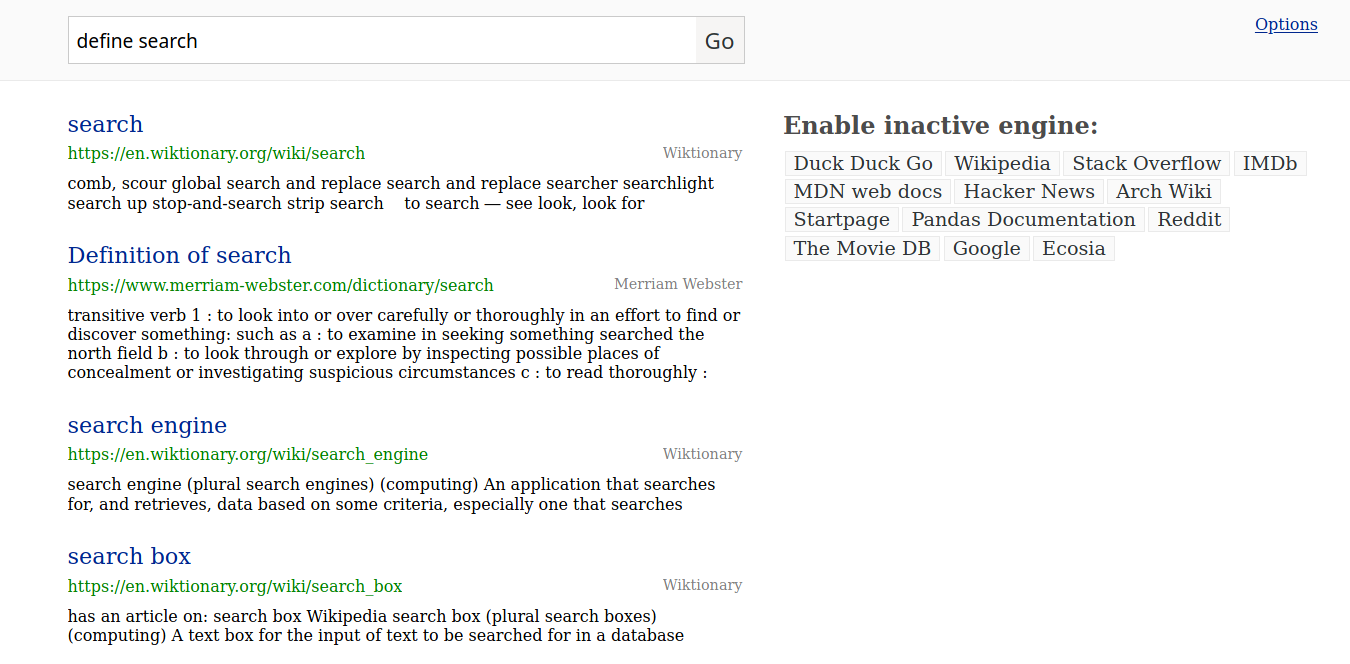 define search
Go
Options
search
https://en.wiktionary.org/wiki/search
Wiktionary
comb, scour global search and replace search and replace searcher searchlight
search up stop-and-search strip search to search — see look, look for
Definition of search
https://www.merriam-webster.com/dictionary/search
Merriam Webster
transitive verb 1 : to look into or over carefully or thoroughly in an effort to find or
discover something: such as a : to examine in seeking something searched the
north field b : to look through or explore by inspecting possible places of
concealment or investigating suspicious circumstances c : to read thoroughly :
search engine
https://en.wiktionary.org/wiki/search_engine
Wiktionary
search engine (plural search engines) (computing) An application that searches
for, and retrieves, data based on some criteria, especially one that searches
search box
https://en.wiktionary.org/wiki/search_box
Wiktionary
has an article on: search box Wikipedia search box (plural search boxes)
(computing) A text box for the input of text to be searched for in a database
Enable inactive engine:
Duck Duck Go Wikipedia Stack Overflow IMDb
MDN web docs Hacker News Arch Wiki
Startpage Pandas Documentation Reddit
The Movie DB Google Ecosia